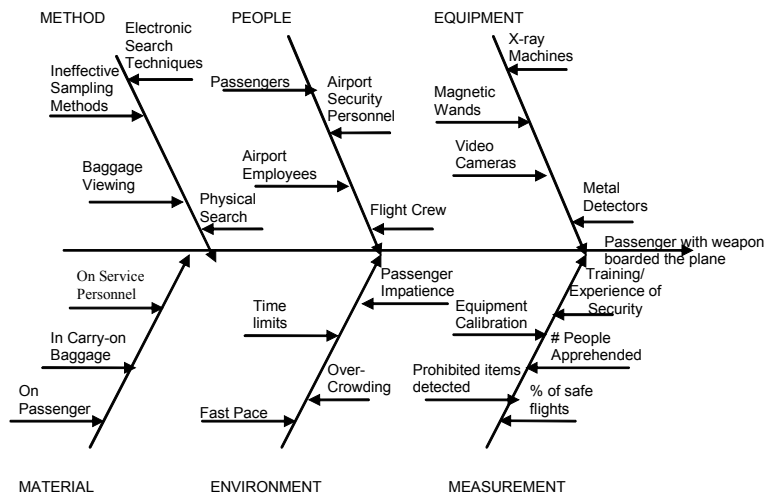 METHOD
PEOPLE
EQUIPMENT
Electronic
Search
Techniques
Ineffective
Sampling
Methods
Baggage
Viewing
Physical
Search
Passengers
Airport
Security
Personnel
Airport
Employees
Flight Crew
X-ray
Machines
Magnetic
Wands
Video
Cameras
Metal
Detectors
Passenger with weapon
boarded the plane
On Service
Personnel
In Carry-on
Baggage
On
Passenger
Passenger
Impatience
Time
limits
Over-
Crowding
Fast Pace
Training/
Experience of
Security
Equipment
Calibration
# People
Apprehended
Prohibited items
detected
% of safe
flights
MATERIAL
ENVIRONMENT
MEASUREMENT